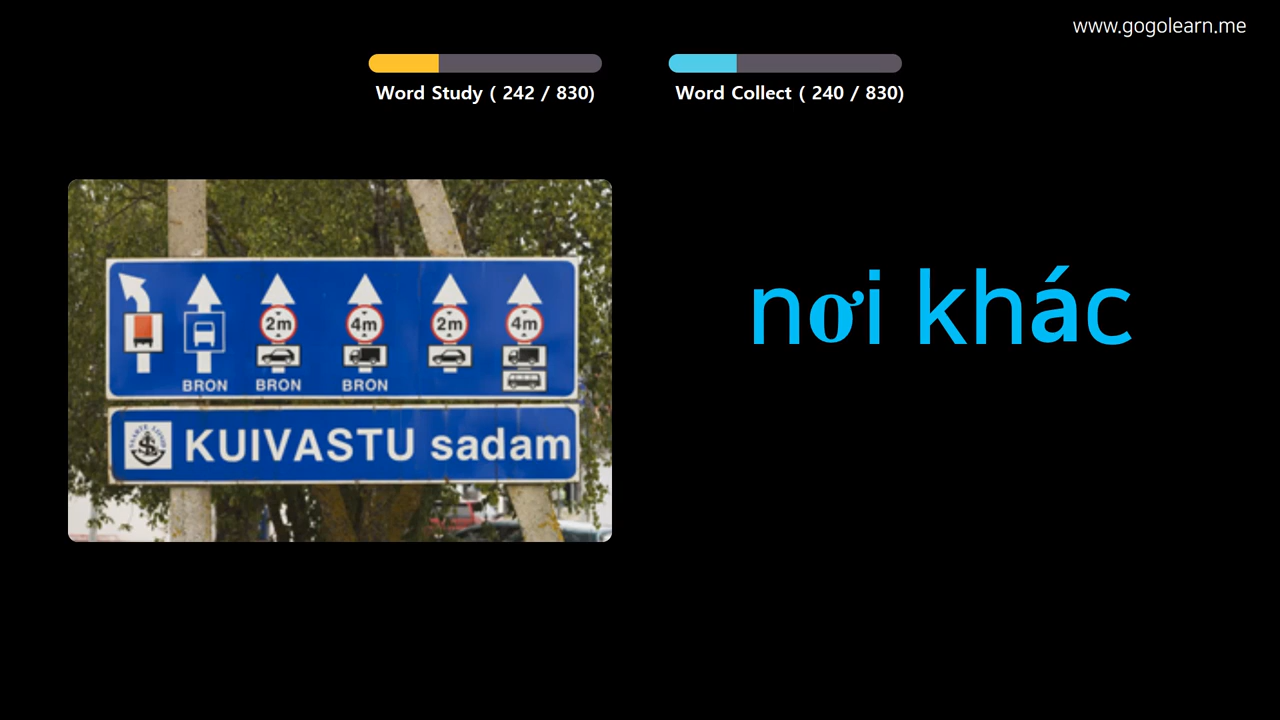 www.gogolearn.me
Word Study ( 242 / 830)
Word Collect ( 240 / 830)
2m
4m
2m
4m
BRON
BRON
BRON
KUIVASTU sadam
nơi khác